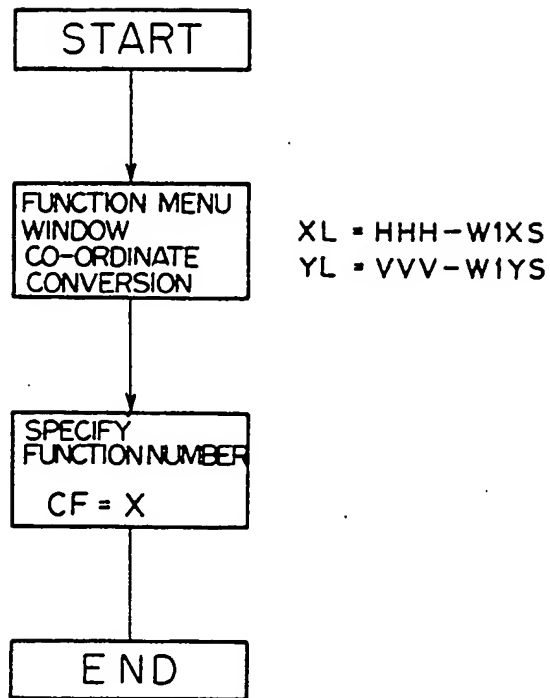 START
FUNCTION MENU
WINDOW
CO-ORDINATE
CONVERSION
XL = HHH-W1XS
YL = VVV-W1YS
SPECIFY
FUNCTION NUMBER
CF = X
END